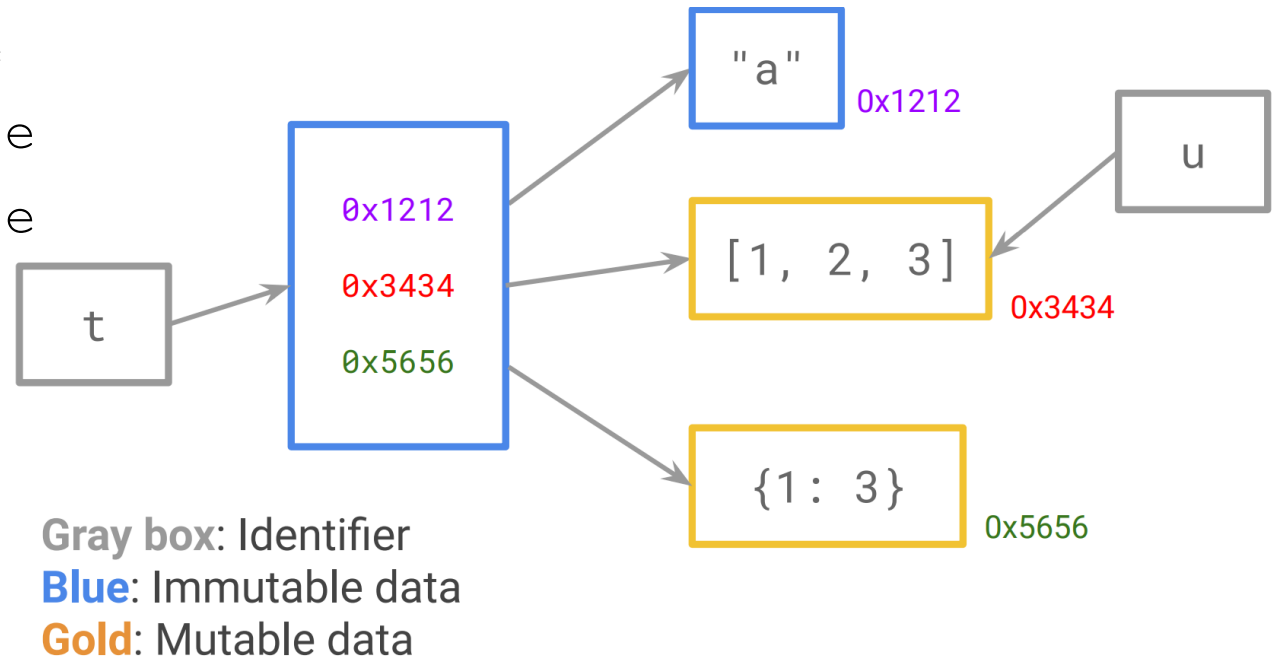 e
e
t
0x1212
0x3434
0x5656
"a"
0x1212
[1, 2, 3]
0x3434
{1: 3}
0x5656
u
Gray box: Identifier
Blue: Immutable data
Gold: Mutable data